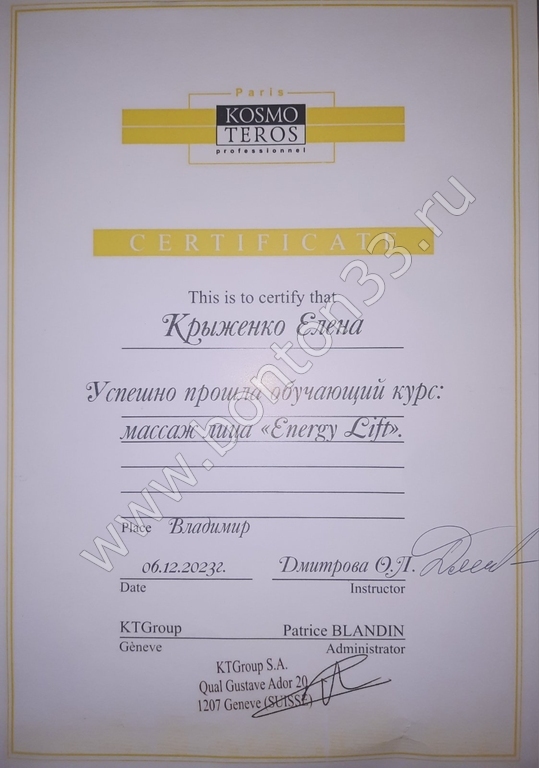 Paris
KOSMO
TEROS
professionnel
CERTIFICATE
This is to certify that
Крыженко Елена
Успешно прошла обучающий курс:
массаж лица «Energy Lift».
Place Владимир
06.12.2023г. Дмитрова О.Л.
Date Instructor
KTGroup Patrice BLANDIN
Gèneve Administrator
KTGroup S.A.
Qual Gustave Ador 20
1207 Geneve (SUISSE)
www.bonton33.ru